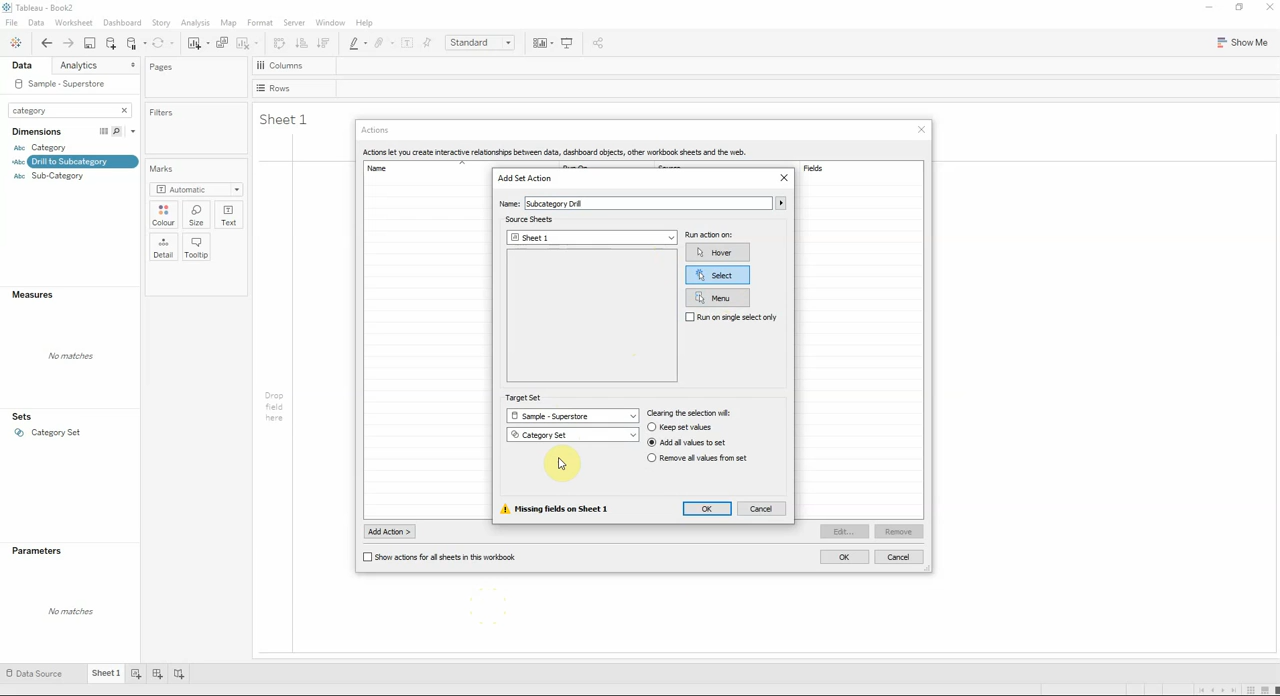 Tableau - Book2
File Data Worksheet Dashboard Story Analysis Map Format Server Window Help
Standard
Show Me
Data Analytics
Sample - Superstore
category
Dimensions
Abc Category
Abc Drill to Subcategory
Abc Sub-Category
Measures
No matches
Sets
Category Set
Parameters
No matches
Pages
Filters
Marks
Automatic
Colour Size Text
Detail Tooltip
Columns
Rows
Sheet 1
Drop
field
here
Actions
Actions let you create interactive relationships between data, dashboard objects, other workbook sheets and the web.
Name Run On Source Fields
Add Set Action
Name: Subcategory Drill
Source Sheets
Sheet 1
Run action on:
Hover
Select
Menu
Run on single select only
Target Set
Sample - Superstore
Category Set
Clearing the selection will:
Keep set values
Add all values to set
Remove all values from set
Missing fields on Sheet 1
OK Cancel
Add Action >
Edit... Remove
Show actions for all sheets in this workbook
OK Cancel
Data Source Sheet 1